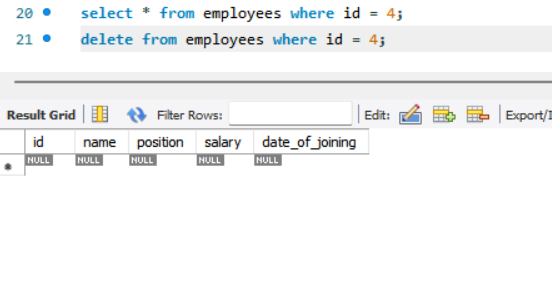 20 select * from employees where id = 4;
21 delete from employees where id = 4;
Result Grid Filter Rows: Edit: Export/I
id name position salary date_of_joining
NULL NULL NULL NULL NULL